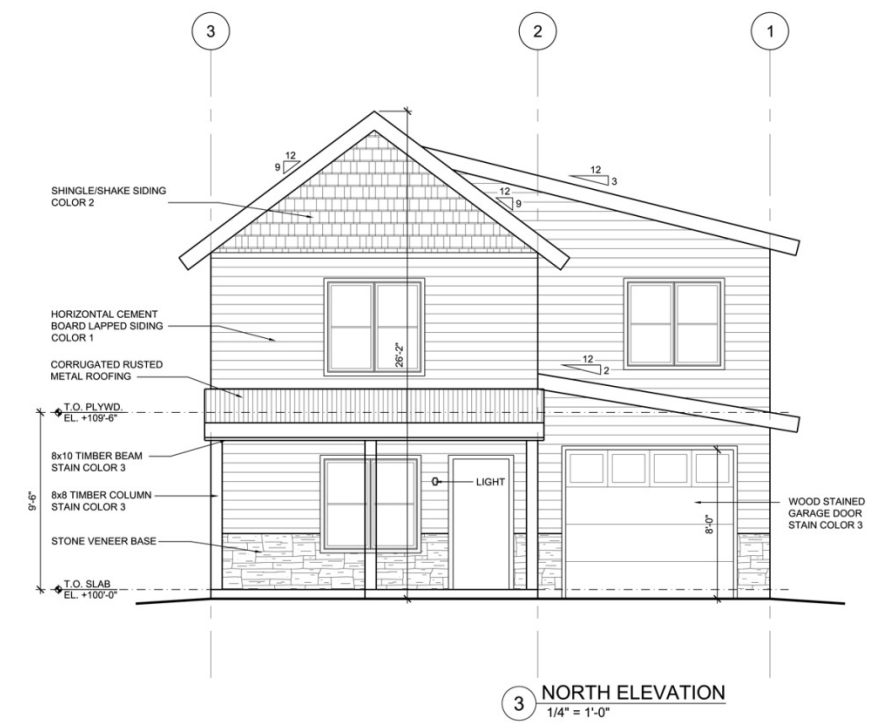 3
2
1
12
9
12
3
12
9
SHINGLE/SHAKE SIDING
COLOR 2
HORIZONTAL CEMENT
BOARD LAPPED SIDING
COLOR 1
26'-2"
CORRUGATED RUSTED
METAL ROOFING
12
2
T.O. PLYWD.
EL. +109'-6"
8x10 TIMBER BEAM
STAIN COLOR 3
8x8 TIMBER COLUMN
STAIN COLOR 3
9'-6"
LIGHT
WOOD STAINED
GARAGE DOOR
STAIN COLOR 3
8'-0"
STONE VENEER BASE
T.O. SLAB
EL. +100'-0"
3
NORTH ELEVATION
1/4" = 1'-0"